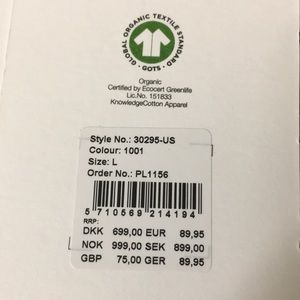 GLOBAL ORGANIC TEXTILE STANDARD
· GOTS ·
Organic
Certified by Ecocert Greenlife
Lic.No. 151833
KnowledgeCotton Apparel
Style No.: 30295-US
Colour: 1001
Size: L
Order No.: PL1156
5 710569 214194
RRP:
DKK 699,00 EUR 89,95
NOK 999,00 SEK 899,00
GBP 75,00 GER 89,95